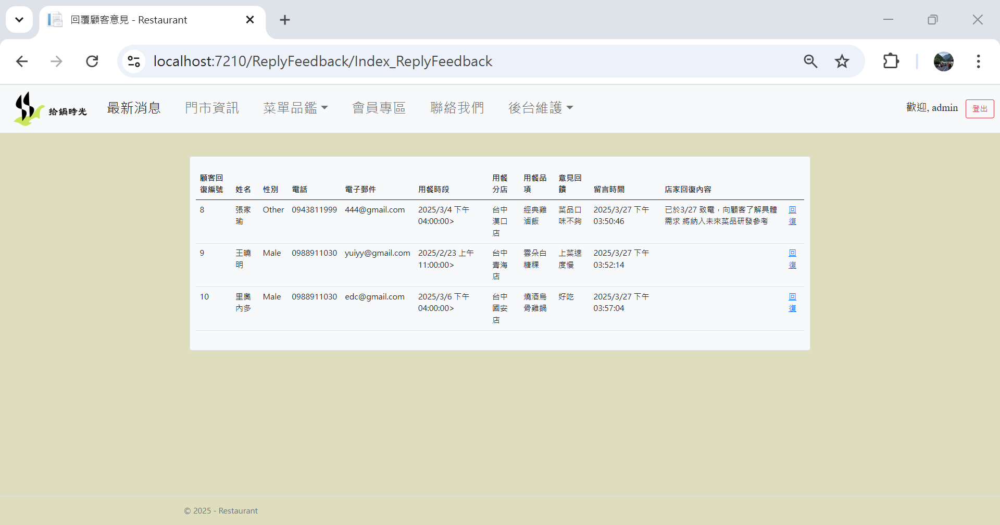 回覆顧客意見 - Restaurant
localhost:7210/ReplyFeedback/Index_ReplyFeedback
拾鍋時光 最新消息 門市資訊 菜單品鑑 會員專區 聯絡我們 後台維護 歡迎, admin 登出
顧客回 用餐 用餐品 意見回
復編號 姓名 性別 電話 電子郵件 用餐時段 分店 項 饋 留言時間 店家回復內容
8 張家 Other 0943811999 444@gmail.com 2025/3/4 下午 台中 經典雞 菜品口 2025/3/27 下午 已於3/27 致電，向顧客了解具體 回
瑜 04:00:00> 漢口 滷飯 味不夠 03:50:46 需求 將納入未來菜品研發參考 復
店
9 王曉 Male 0988911030 yuiyy@gmail.com 2025/2/23 上午 台中 雲朵白 上菜速 2025/3/27 下午 回
明 11:00:00> 青海 糖粿 度慢 03:52:14 復
店
10 里奧 Male 0988911030 edc@gmail.com 2025/3/6 下午 台中 燒酒烏 好吃 2025/3/27 下午 回
內多 04:00:00> 國安 骨雞鍋 03:57:04 復
店
© 2025 - Restaurant